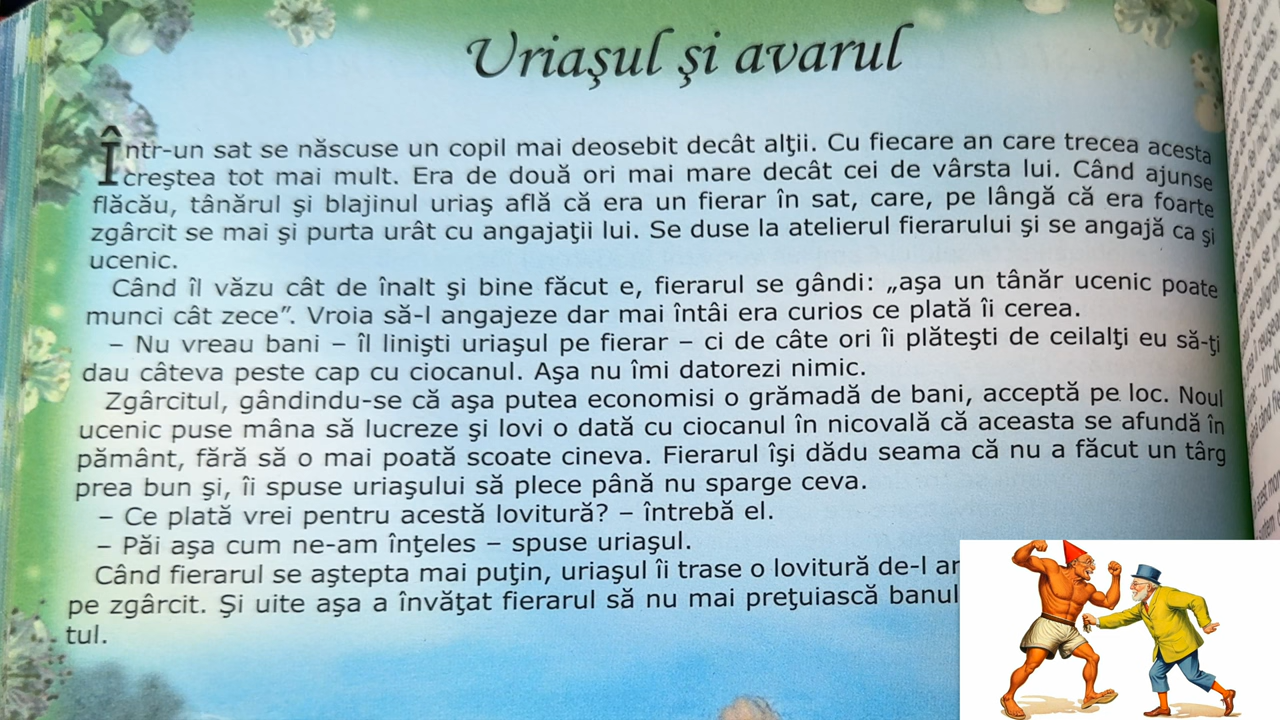 Uriaşul şi avarul
Într-un sat se născuse un copil mai deosebit decât alţii. Cu fiecare an care trecea acesta
creştea tot mai mult. Era de două ori mai mare decât cei de vârsta lui. Când ajunse
flăcău, tânărul şi blajinul uriaş află că era un fierar în sat, care, pe lângă că era foarte
zgârcit se mai şi purta urât cu angajaţii lui. Se duse la atelierul fierarului şi se angajă ca şi
ucenic.
Când îl văzu cât de înalt şi bine făcut e, fierarul se gândi: „aşa un tânăr ucenic poate
munci cât zece”. Vroia să-l angajeze dar mai întâi era curios ce plată îi cerea.
– Nu vreau bani – îl linişti uriaşul pe fierar – ci de câte ori îi plăteşti de ceilalţi eu să-ţi
dau câteva peste cap cu ciocanul. Aşa nu îmi datorezi nimic.
Zgârcitul, gândindu-se că aşa putea economisi o grămadă de bani, acceptă pe loc. Noul
ucenic puse mâna să lucreze şi lovi o dată cu ciocanul în nicovală că aceasta se afundă în
pământ, fără să o mai poată scoate cineva. Fierarul îşi dădu seama că nu a făcut un târg
prea bun şi, îi spuse uriaşului să plece până nu sparge ceva.
– Ce plată vrei pentru acestă lovitură? – întrebă el.
– Păi aşa cum ne-am înţeles – spuse uriaşul.
Când fierarul se aştepta mai puţin, uriaşul îi trase o lovitură de-l
pe zgârcit. Şi uite aşa a învăţat fierarul să nu mai preţuiască banul
tul.